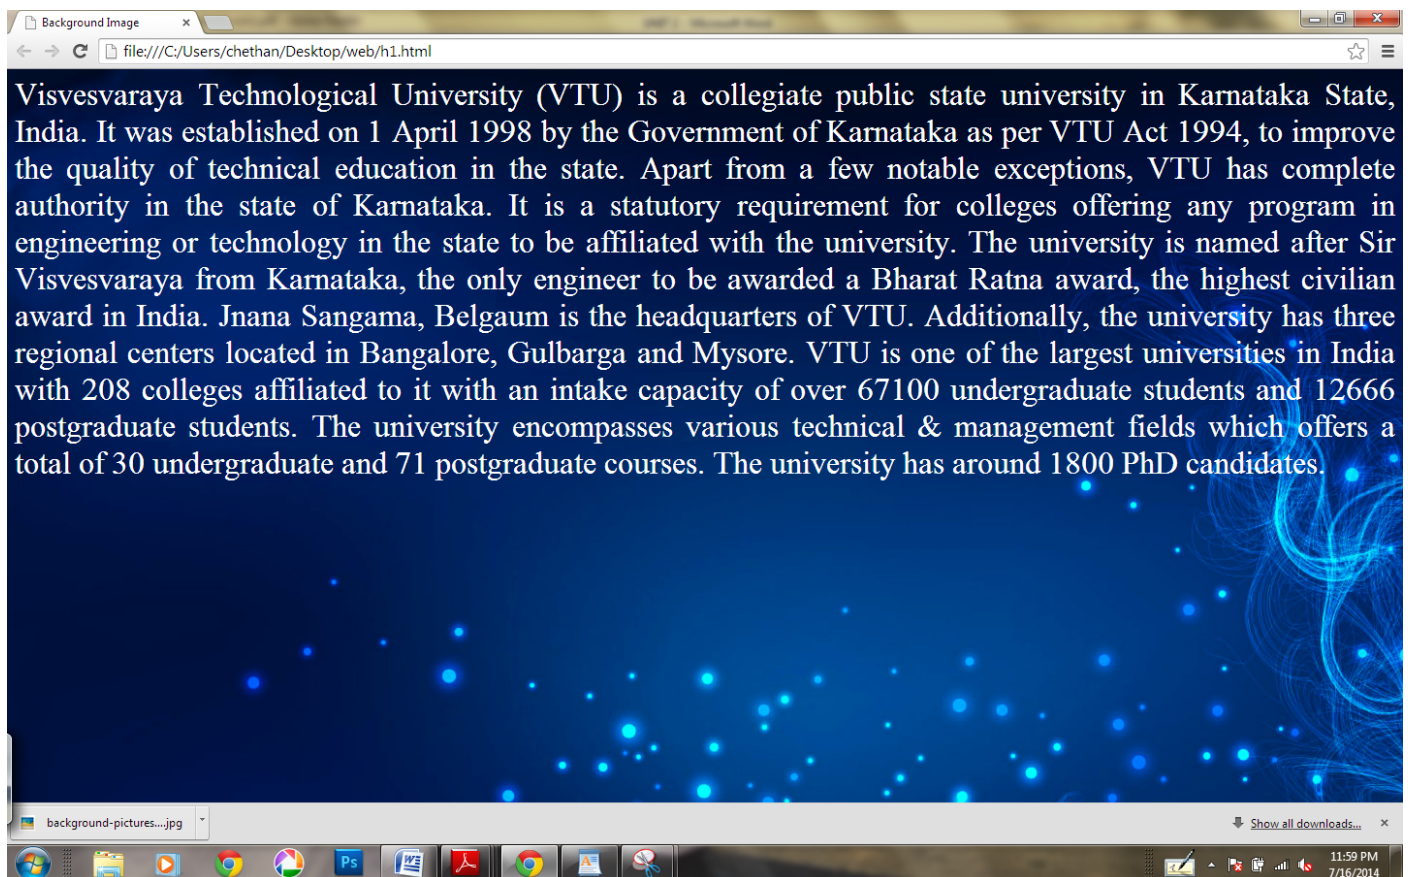 Background Image
file:///C:/Users/chethan/Desktop/web/h1.html
Visvesvaraya Technological University (VTU) is a collegiate public state university in Karnataka State,
India. It was established on 1 April 1998 by the Government of Karnataka as per VTU Act 1994, to improve
the quality of technical education in the state. Apart from a few notable exceptions, VTU has complete
authority in the state of Karnataka. It is a statutory requirement for colleges offering any program in
engineering or technology in the state to be affiliated with the university. The university is named after Sir
Visvesvaraya from Karnataka, the only engineer to be awarded a Bharat Ratna award, the highest civilian
award in India. Jnana Sangama, Belgaum is the headquarters of VTU. Additionally, the university has three
regional centers located in Bangalore, Gulbarga and Mysore. VTU is one of the largest universities in India
with 208 colleges affiliated to it with an intake capacity of over 67100 undergraduate students and 12666
postgraduate students. The university encompasses various technical & management fields which offers a
total of 30 undergraduate and 71 postgraduate courses. The university has around 1800 PhD candidates.
background-pictures....jpg
Show all downloads...
Ps
11:59 PM
7/16/2014